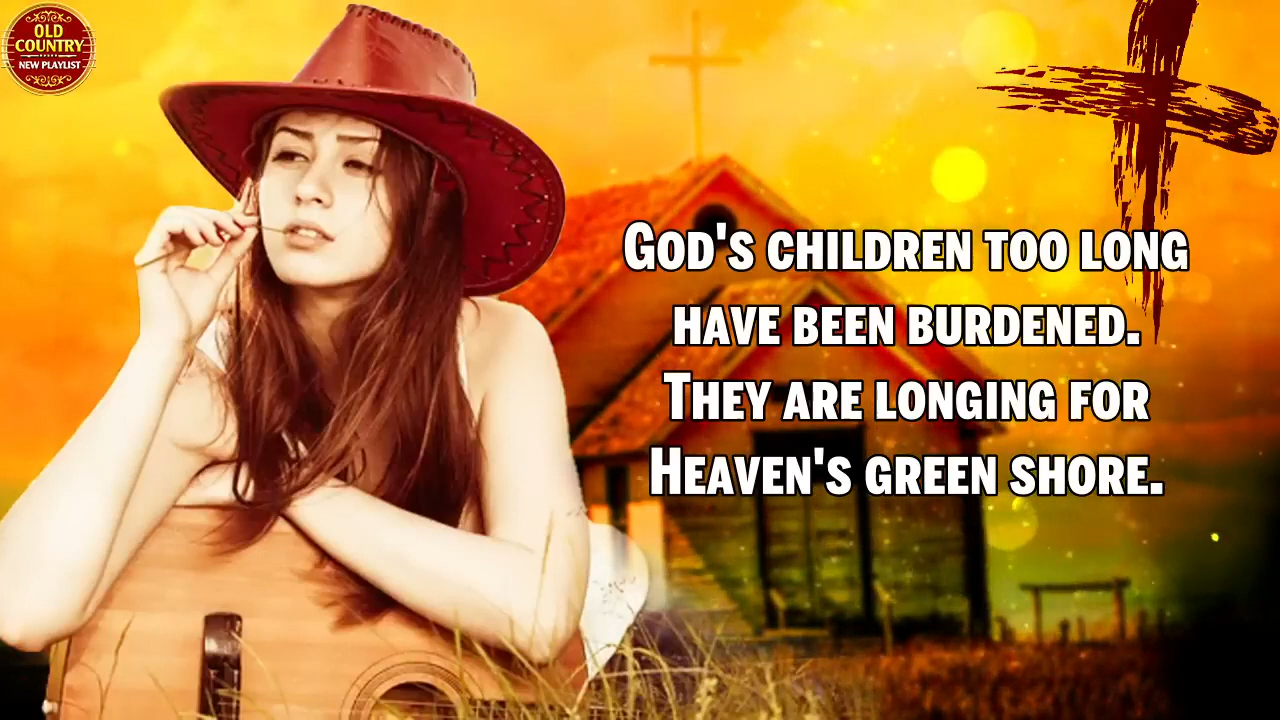 OLD
COUNTRY
NEW PLAYLIST
God's children too long
have been burdened.
They are longing for
Heaven's green shore.